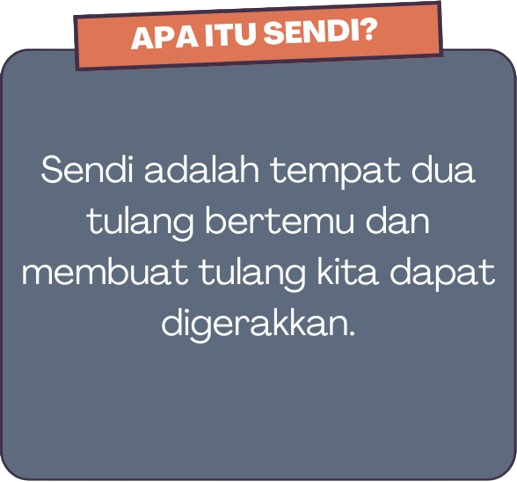 APA ITU SENDI?
Sendi adalah tempat dua
tulang bertemu dan
membuat tulang kita dapat
digerakkan.